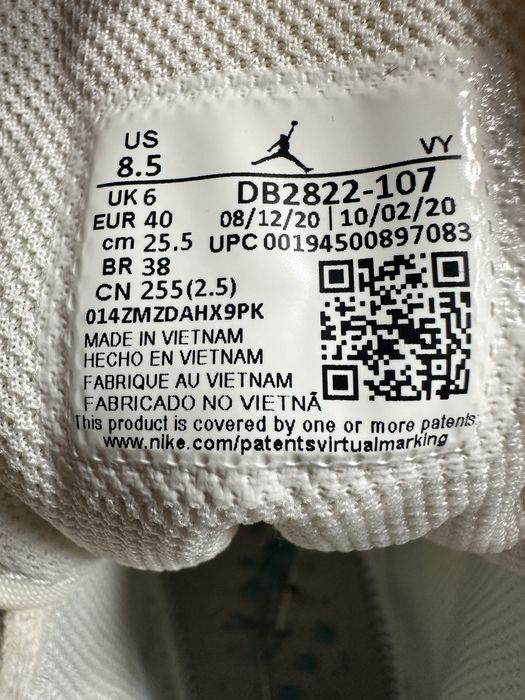 US
8.5
VY
UK 6
DB2822-107
EUR 40
08/12/20 | 10/02/20
cm 25.5
UPC 00194500897083
BR 38
CN 255(2.5)
014ZMZDAHX9PK
MADE IN VIETNAM
HECHO EN VIETNAM
FABRIQUE AU VIETNAM
FABRICADO NO VIETNÃ
This product is covered by one or more patents.
www.nike.com/patentsvirtualmarking